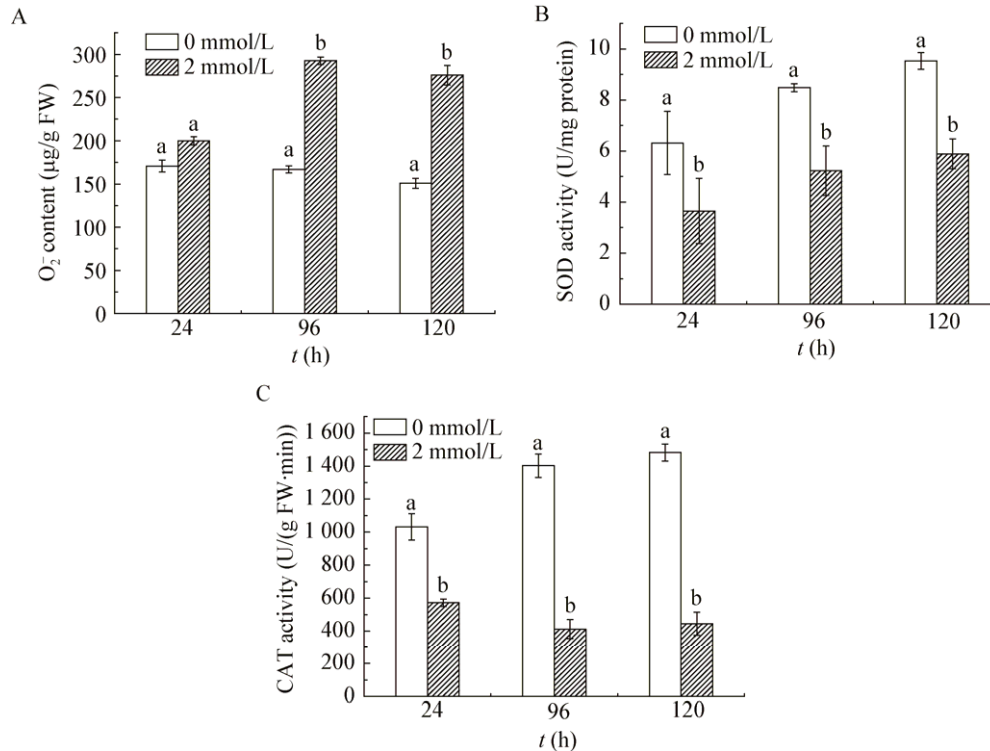 A
O₂⁻ content (μg/g FW)
300
250
200
150
100
50
0
0 mmol/L
2 mmol/L
a
a
a
b
a
b
24
96
120
t (h)
B
SOD activity (U/mg protein)
10
8
6
4
2
0
0 mmol/L
2 mmol/L
a
b
a
b
a
b
24
96
120
t (h)
C
CAT activity (U/(g FW·min))
1 600
1 400
1 200
1 000
800
600
400
200
0
0 mmol/L
2 mmol/L
a
b
a
b
a
b
24
96
120
t (h)